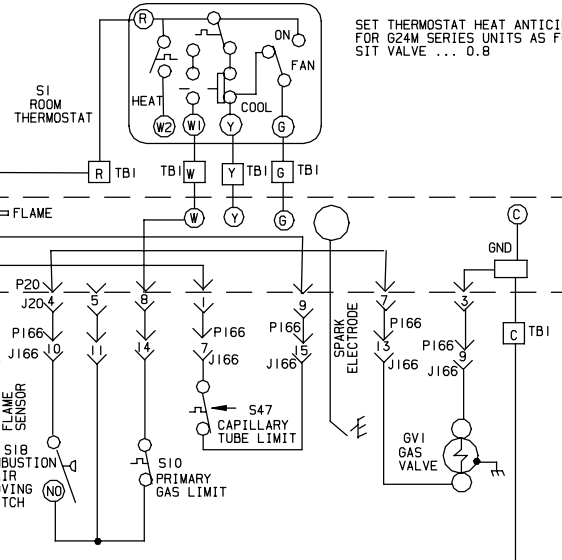 SET THERMOSTAT HEAT ANTICI
FOR G24M SERIES UNITS AS F
SIT VALVE ... 0.8
R
ON
FAN
S1
ROOM
THERMOSTAT
HEAT
COOL
W2
W1
Y
G
R TB1
TB1 W
Y TB1
G TB1
FLAME
W
Y
G
C
GND
P20
J20
4
5
8
1
9
7
3
P166
P166
P166
P166
P166
C TB1
10
11
14
7
15
13
9
J166
J166
J166
J166
J166
SPARK
ELECTRODE
FLAME
SENSOR
S47
CAPILLARY
TUBE LIMIT
S18
MBUSTION
IR
OVING
TCH
NO
S10
PRIMARY
GAS LIMIT
GV1
GAS
VALVE